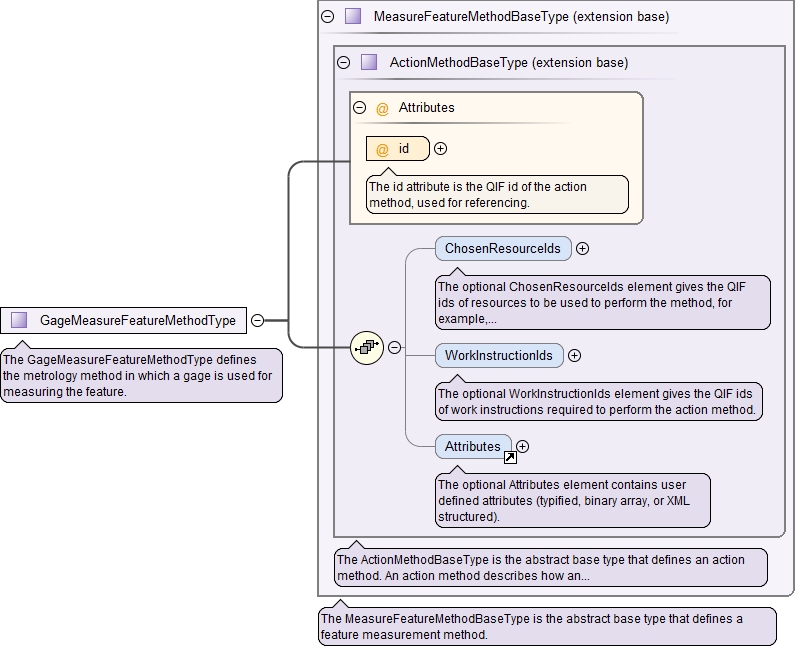 MeasureFeatureMethodBaseType (extension base)
ActionMethodBaseType (extension base)
@ Attributes
@ id
The id attribute is the QIF id of the action
method, used for referencing.
ChosenResourceIds
The optional ChosenResourceIds element gives the QIF
ids of resources to be used to perform the method, for
example,...
GageMeasureFeatureMethodType
The GageMeasureFeatureMethodType defines
the metrology method in which a gage is used for
measuring the feature.
WorkInstructionIds
The optional WorkInstructionIds element gives the QIF ids
of work instructions required to perform the action method.
Attributes
The optional Attributes element contains user
defined attributes (typified, binary array, or XML
structured).
The ActionMethodBaseType is the abstract base type that defines an action
method. An action method describes how an...
The MeasureFeatureMethodBaseType is the abstract base type that defines a
feature measurement method.